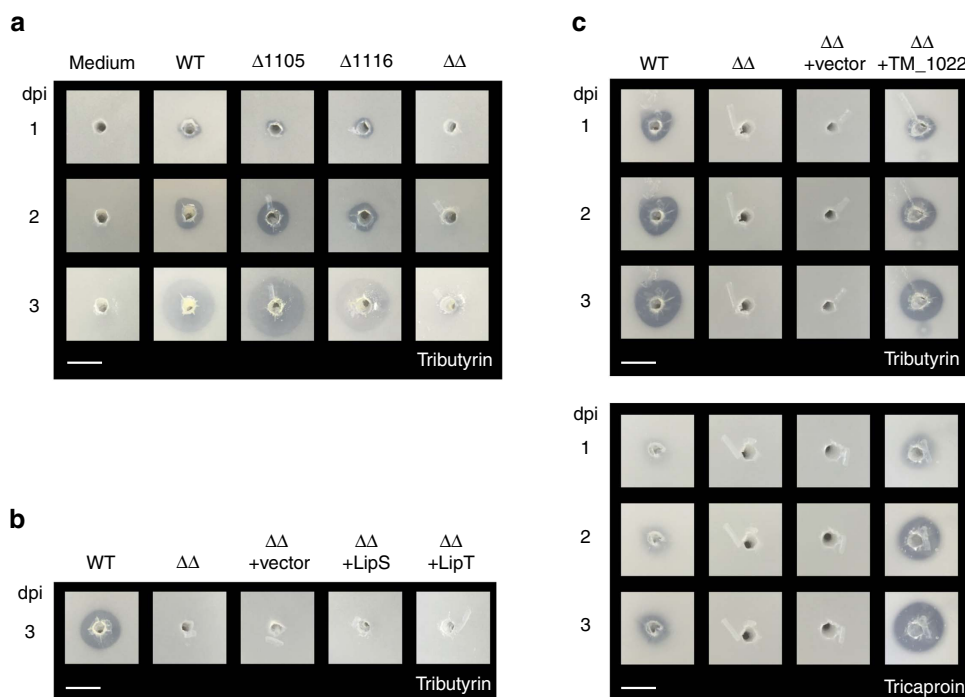 a
Medium WT Δ1105 Δ1116 ΔΔ
dpi
1
2
3
Tributyrin
b
WT ΔΔ ΔΔ +vector ΔΔ +LipS ΔΔ +LipT
dpi
3
Tributyrin
c
WT ΔΔ ΔΔ +vector ΔΔ +TM_1022
dpi
1
2
3
Tributyrin
dpi
1
2
3
Tricaproin